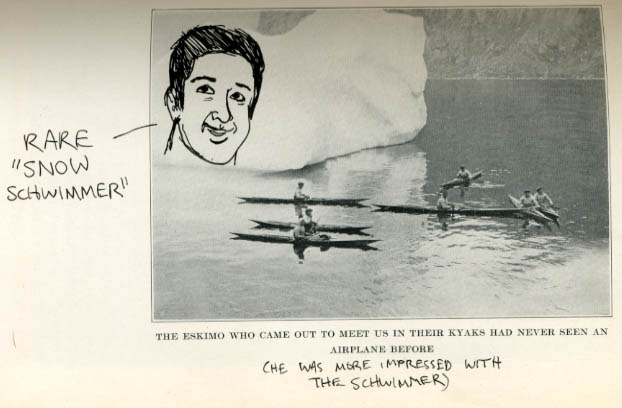 RARE
"SNOW
SCHWIMMER"
THE ESKIMO WHO CAME OUT TO MEET US IN THEIR KYAKS HAD NEVER SEEN AN
AIRPLANE BEFORE
(HE WAS MORE IMPRESSED WITH
THE SCHWIMMER)